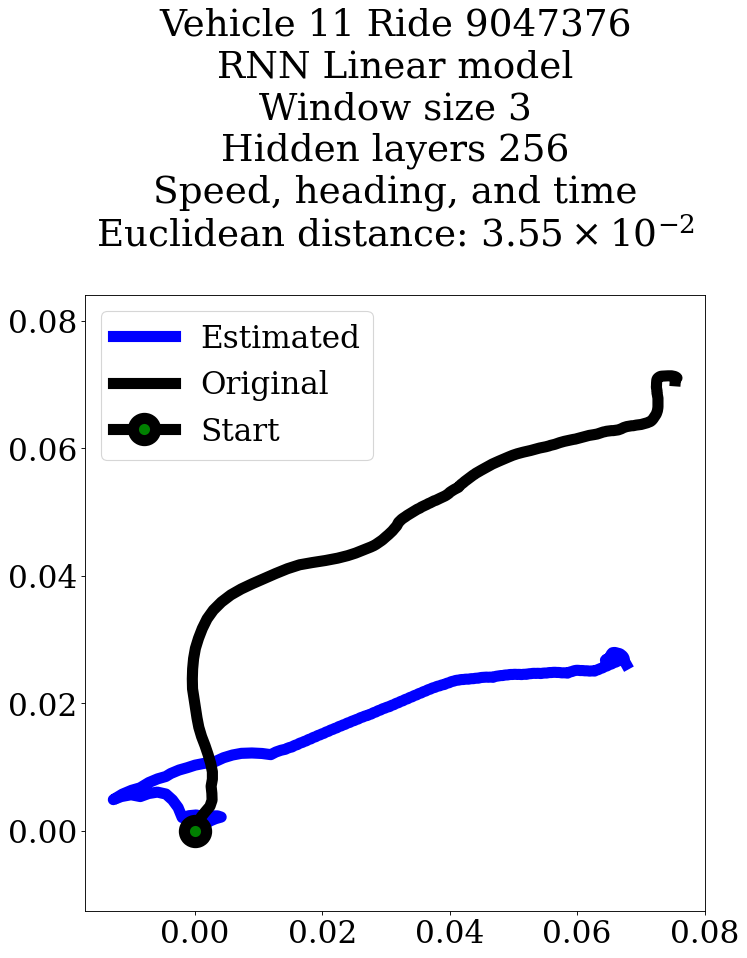 Vehicle 11 Ride 9047376
RNN Linear model
Window size 3
Hidden layers 256
Speed, heading, and time
Euclidean distance: 3.55 × 10⁻²
Estimated
Original
Start
0.08
0.06
0.04
0.02
0.00
0.00 0.02 0.04 0.06 0.08